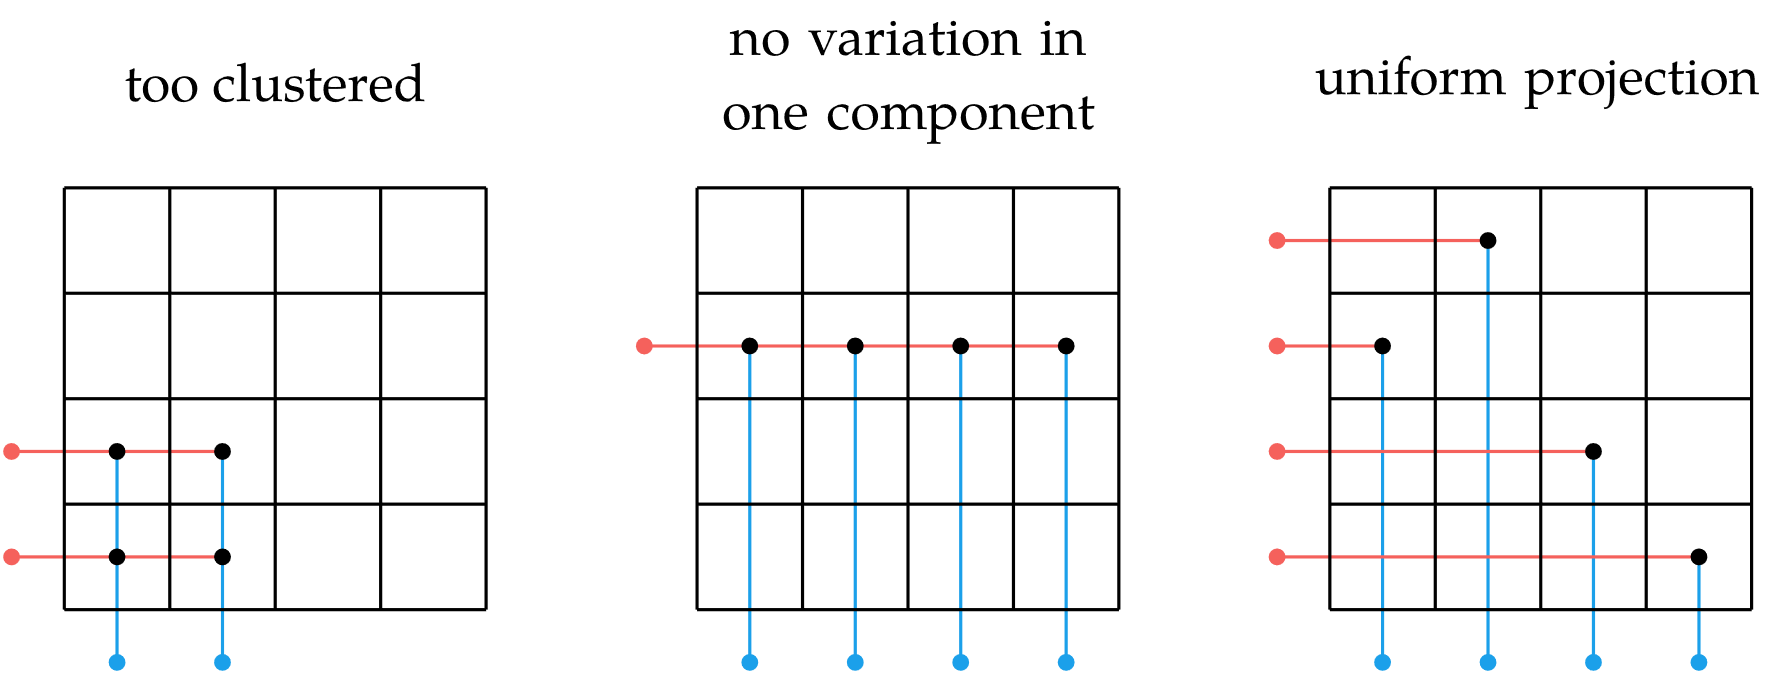 too clustered
no variation in
one component
uniform projection